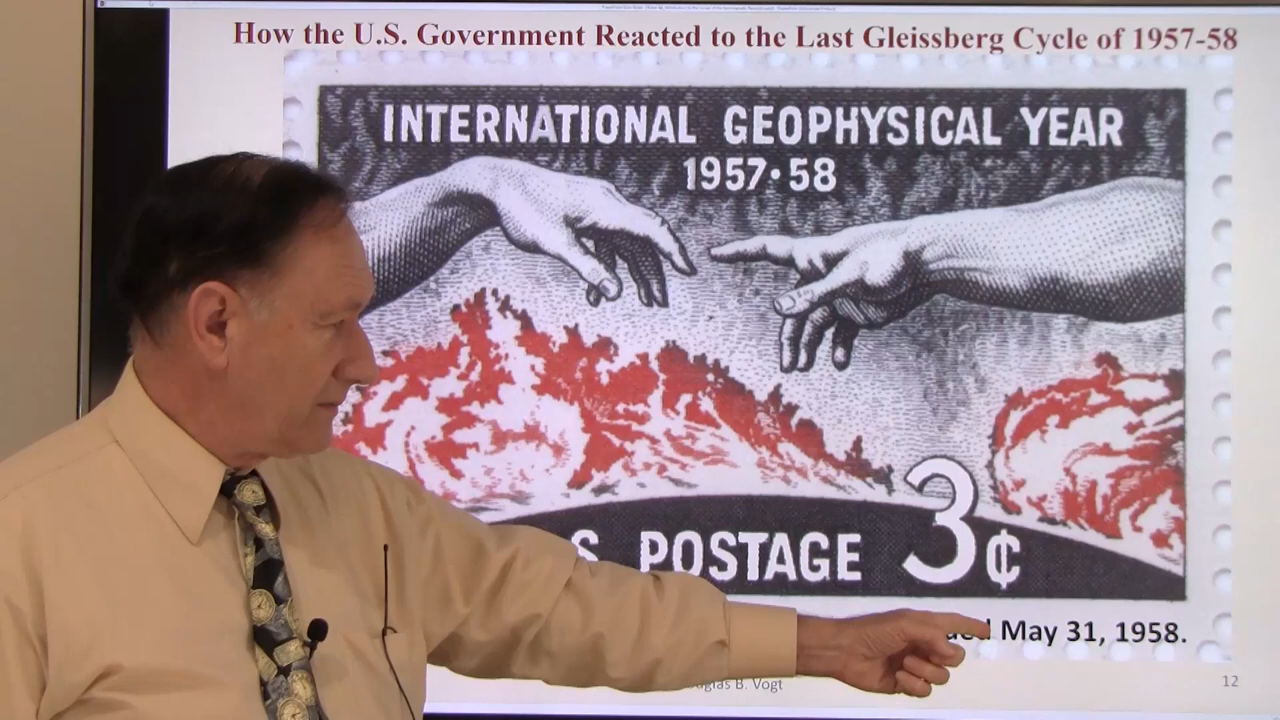 How the U.S. Government Reacted to the Last Gleissberg Cycle of 1957-58
INTERNATIONAL GEOPHYSICAL YEAR
1957·58
S POSTAGE 3¢
May 31, 1958.
B. Vogt
12